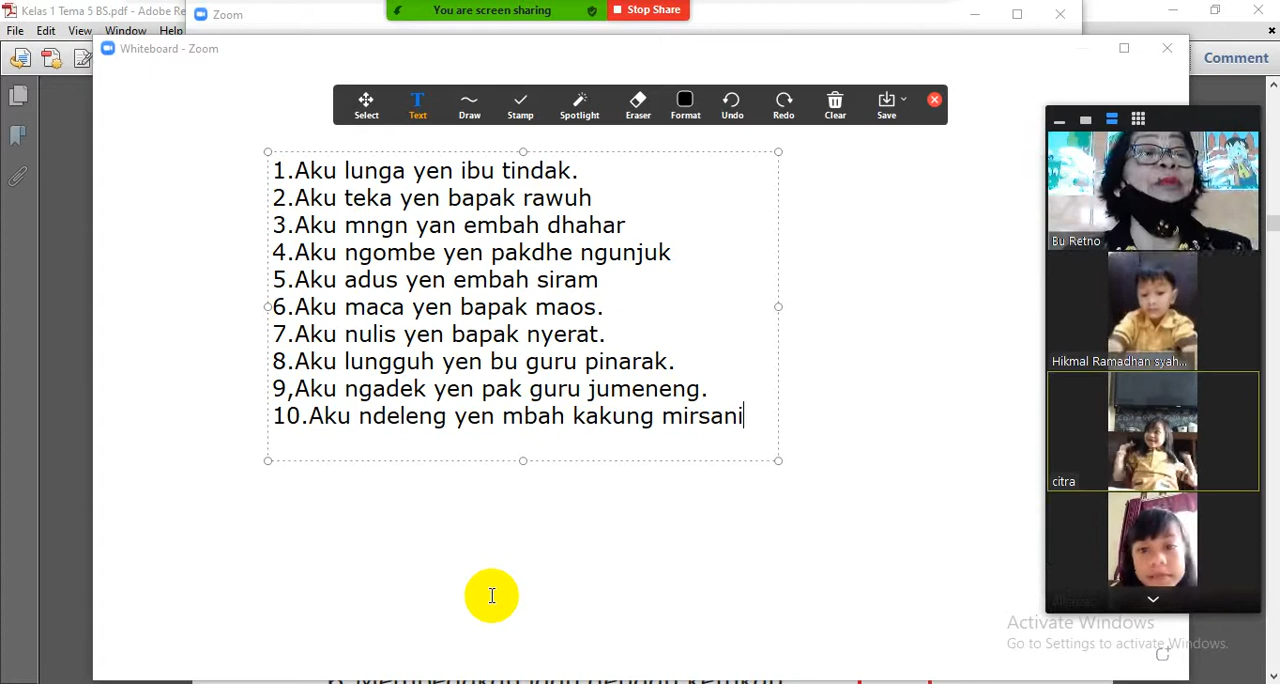 Kelas 1 Tema 5 BS.pdf - Adobe Re
Zoom
You are screen sharing
Stop Share
File Edit View Window Help
Whiteboard - Zoom
Comment
Select Text Draw Stamp Spotlight Eraser Format Undo Redo Clear Save
1.Aku lunga yen ibu tindak.
2.Aku teka yen bapak rawuh
3.Aku mngn yan embah dhahar
4.Aku ngombe yen pakdhe ngunjuk
5.Aku adus yen embah siram
6.Aku maca yen bapak maos.
7.Aku nulis yen bapak nyerat.
8.Aku lungguh yen bu guru pinarak.
9,Aku ngadek yen pak guru jumeneng.
10.Aku ndeleng yen mbah kakung mirsani
Bu Retno
Hikmal Ramadhan syah...
citra
Activate Windows
Go to Settings to activate Windows.